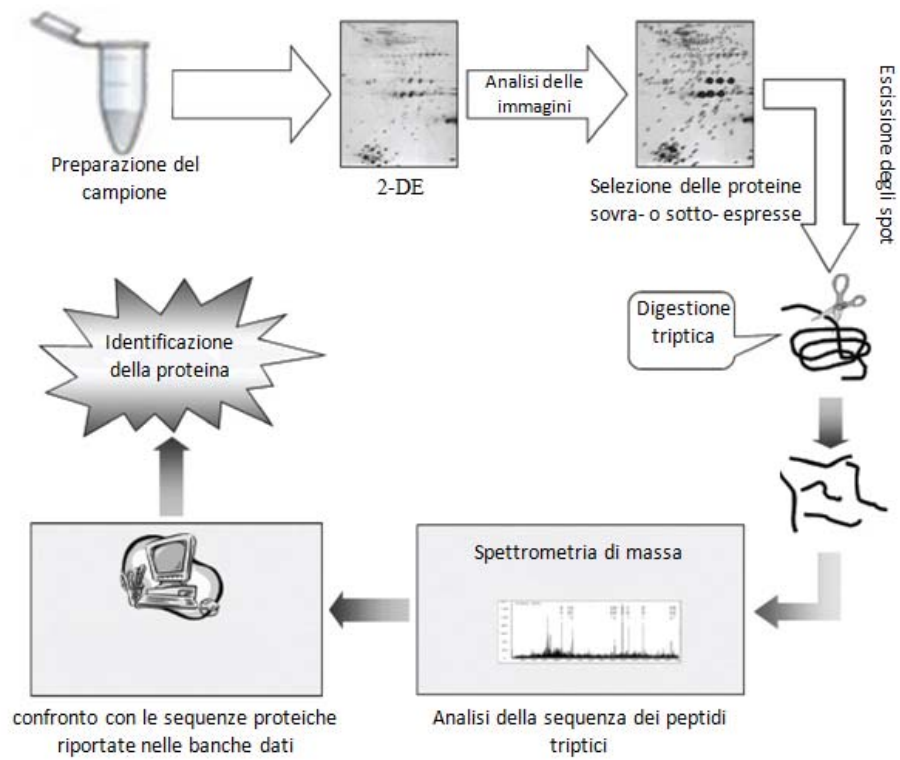 Preparazione del
campione
2-DE
Analisi delle
immagini
Selezione delle proteine
sovra- o sotto- espresse
Escissione degli spot
Digestione
triptica
Spettrometria di massa
Analisi della sequenza dei peptidi
triptici
confronto con le sequenze proteiche
riportate nelle banche dati
Identificazione
della proteina